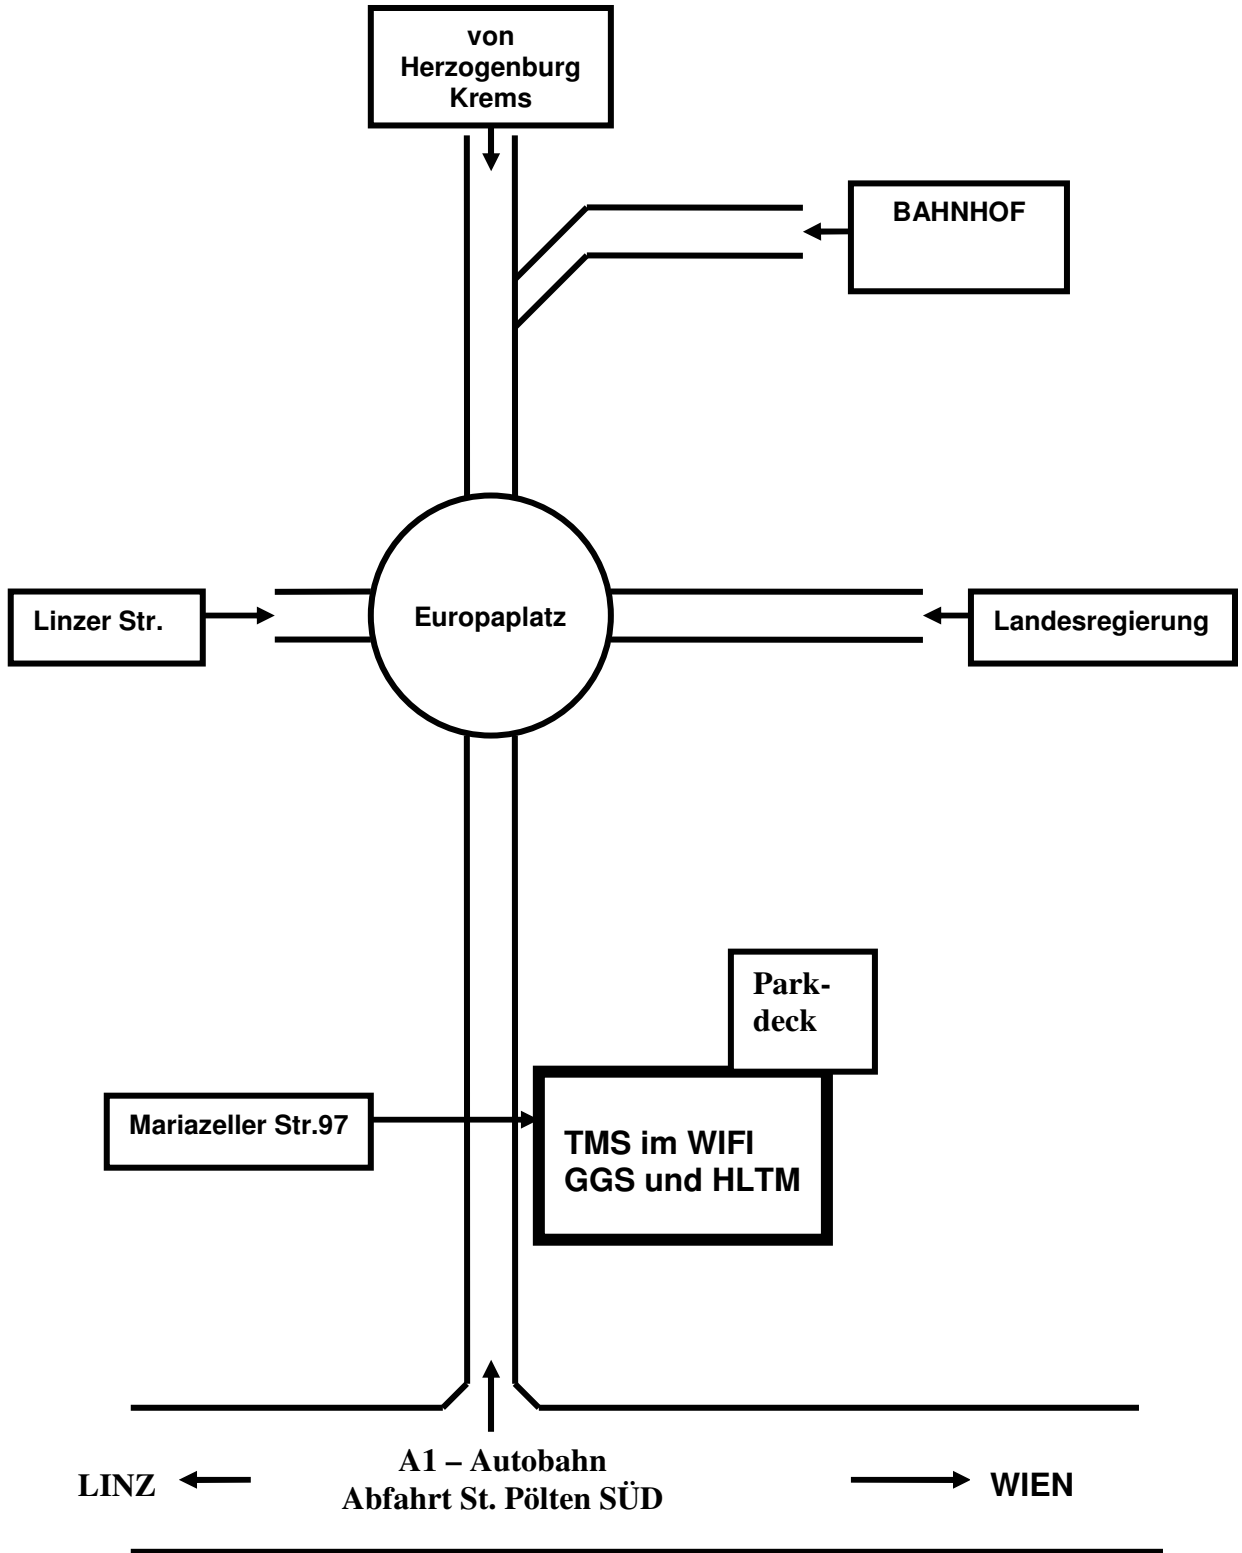 von
Herzogenburg
Krems
BAHNHOF
Linzer Str.
Europaplatz
Landesregierung
Park-
deck
Mariazeller Str.97
TMS im WIFI
GGS und HLTM
A1 – Autobahn
Abfahrt St. Pölten SÜD
LINZ
WIEN